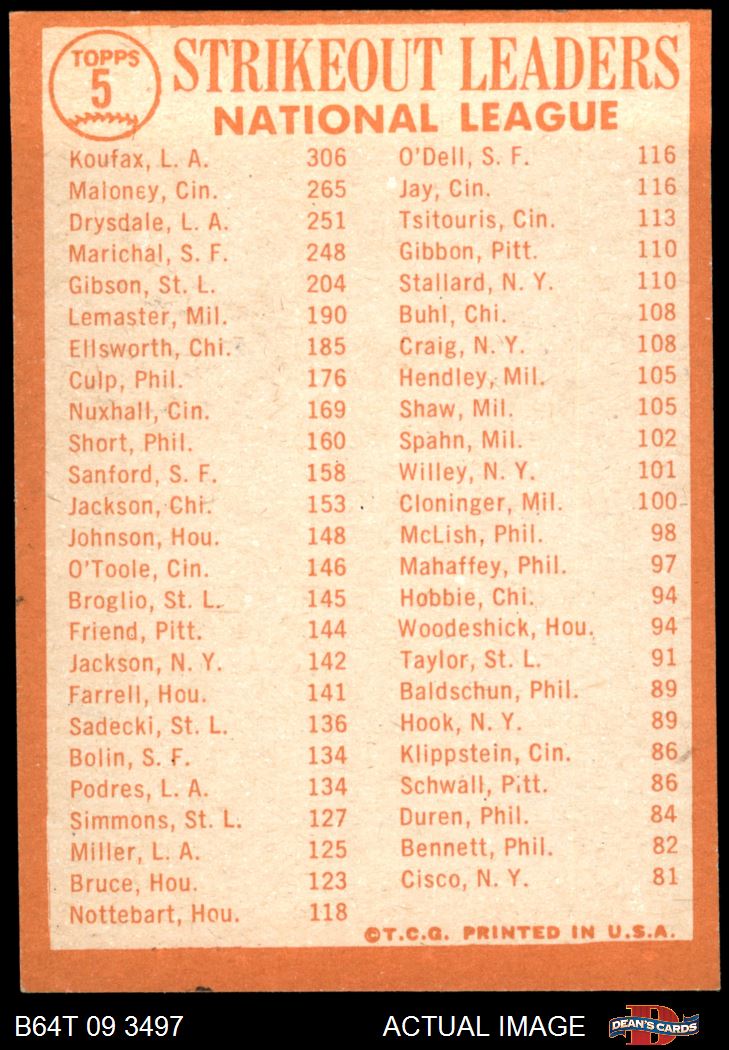 TOPPS
5
STRIKEOUT LEADERS
NATIONAL LEAGUE
Koufax, L. A. 306
Maloney, Cin. 265
Drysdale, L. A. 251
Marichal, S. F. 248
Gibson, St. L. 204
Lemaster, Mil. 190
Ellsworth, Chi. 185
Culp, Phil. 176
Nuxhall, Cin. 169
Short, Phil. 160
Sanford, S. F. 158
Jackson, Chi. 153
Johnson, Hou. 148
O'Toole, Cin. 146
Broglio, St. L. 145
Friend, Pitt. 144
Jackson, N. Y. 142
Farrell, Hou. 141
Sadecki, St. L. 136
Bolin, S. F. 134
Podres, L. A. 134
Simmons, St. L. 127
Miller, L. A. 125
Bruce, Hou. 123
Nottebart, Hou. 118
O'Dell, S. F. 116
Jay, Cin. 116
Tsitouris, Cin. 113
Gibbon, Pitt. 110
Stallard, N. Y. 110
Buhl, Chi. 108
Craig, N. Y. 108
Hendley, Mil. 105
Shaw, Mil. 105
Spahn, Mil. 102
Willey, N. Y. 101
Cloninger, Mil. 100
McLish, Phil. 98
Mahaffey, Phil. 97
Hobbie, Chi. 94
Woodeshick, Hou. 94
Taylor, St. L. 91
Baldschun, Phil. 89
Hook, N. Y. 89
Klippstein, Cin. 86
Schwall, Pitt. 86
Duren, Phil. 84
Bennett, Phil. 82
Cisco, N. Y. 81
©T.C.G. PRINTED IN U.S.A.
B64T 09 3497 ACTUAL IMAGE
D
DEAN'S CARDS